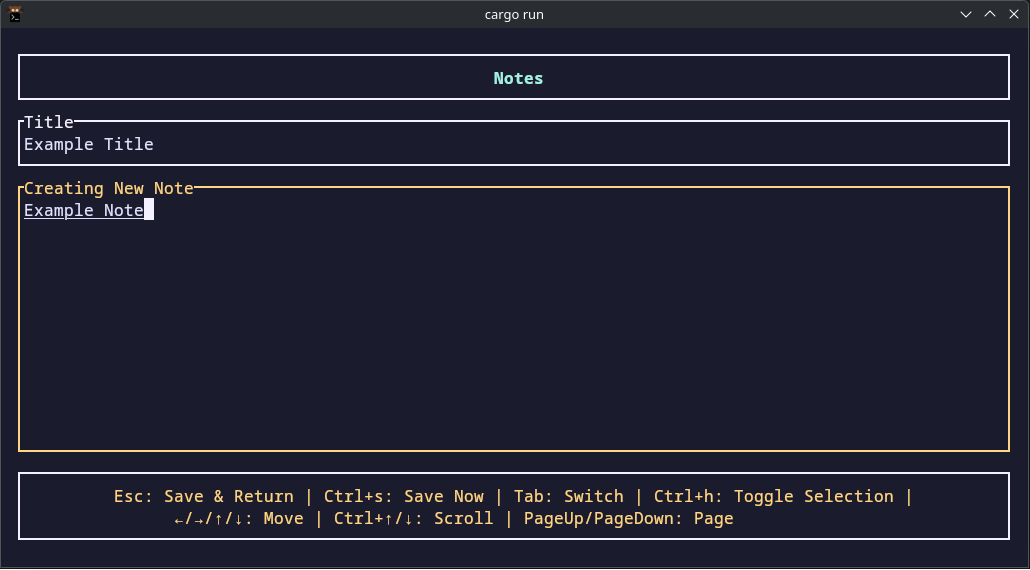 cargo run
Notes
Title
Example Title
Creating New Note
Example Note
Esc: Save & Return | Ctrl+s: Save Now | Tab: Switch | Ctrl+h: Toggle Selection |
←/→/↑/↓: Move | Ctrl+↑/↓: Scroll | PageUp/PageDown: Page